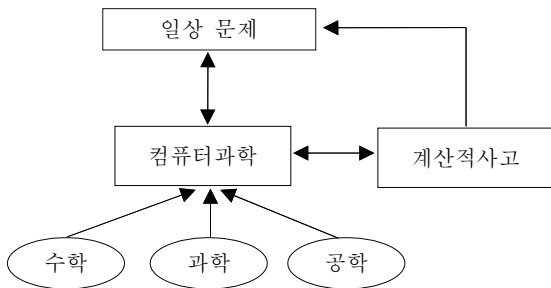 일상 문제
컴퓨터과학
계산적사고
수학
과학
공학